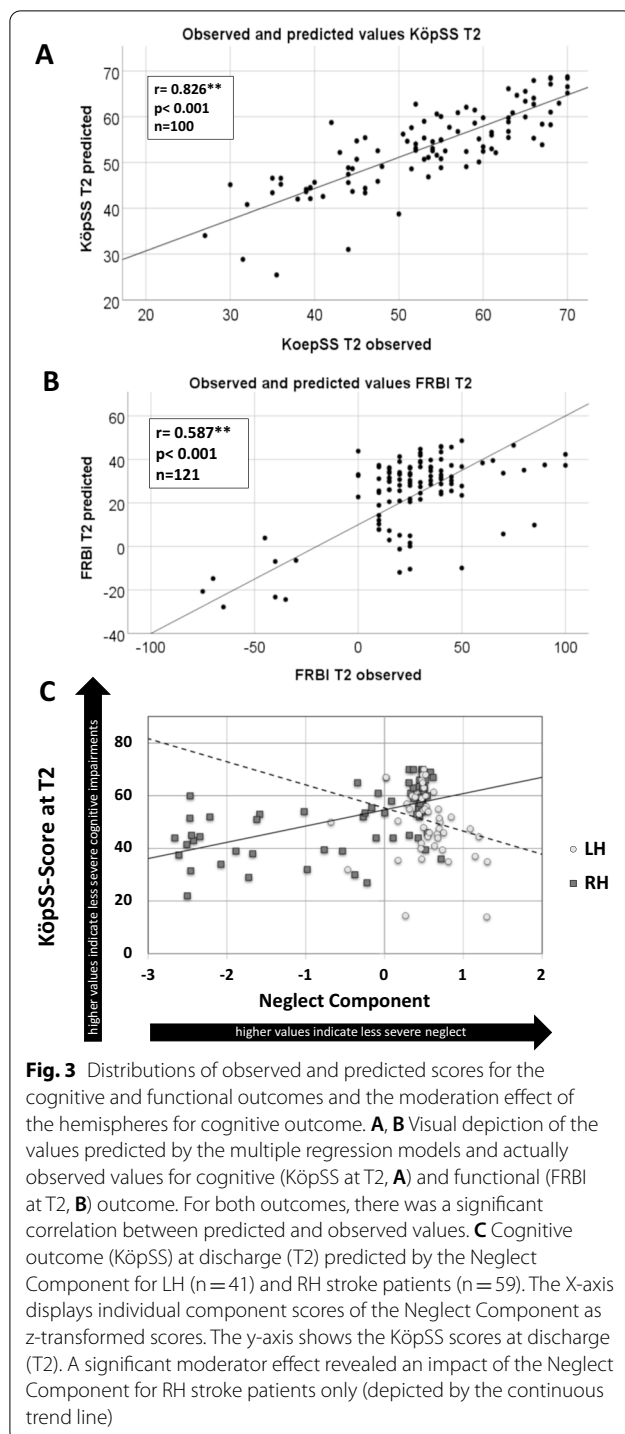 A
Observed and predicted values KöpSS T2
r= 0.826**
p< 0.001
n=100
KöpSS T2 predicted
70
60
50
40
30
20
20 30 40 50 60 70
KoepSS T2 observed
B
Observed and predicted values FRBI T2
r= 0.587**
p< 0.001
n=121
FRBI T2 predicted
60
40
20
0
-20
-40
-100 -50 0 50 100
FRBI T2 observed
C
higher values indicate less severe cognitive impairments
KöpSS-Score at T2
80
60
40
20
0
-3 -2 -1 0 1 2
Neglect Component
higher values indicate less severe neglect
LH
RH
Fig. 3 Distributions of observed and predicted scores for the
cognitive and functional outcomes and the moderation effect of
the hemispheres for cognitive outcome. A, B Visual depiction of the
values predicted by the multiple regression models and actually
observed values for cognitive (KöpSS at T2, A) and functional (FRBI
at T2, B) outcome. For both outcomes, there was a significant
correlation between predicted and observed values. C Cognitive
outcome (KöpSS) at discharge (T2) predicted by the Neglect
Component for LH (n = 41) and RH stroke patients (n = 59). The X-axis
displays individual component scores of the Neglect Component as
z-transformed scores. The y-axis shows the KöpSS scores at discharge
(T2). A significant moderator effect revealed an impact of the Neglect
Component for RH stroke patients only (depicted by the continuous
trend line)